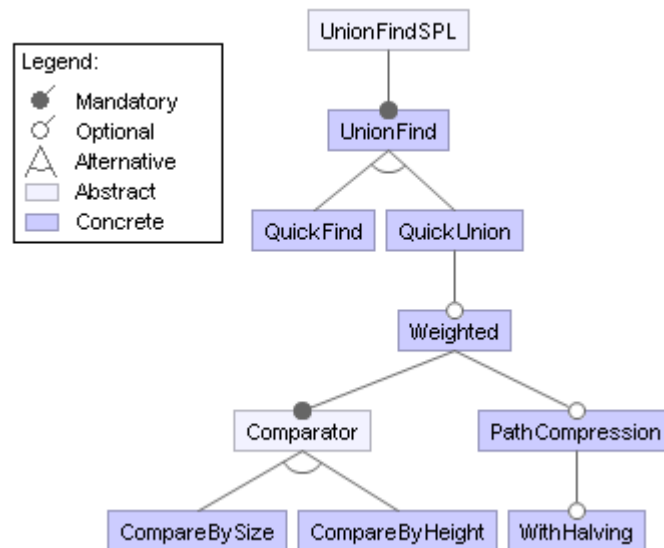 UnionFindSPL
Legend:
Mandatory
Optional
Alternative
Abstract
Concrete
UnionFind
QuickFind
QuickUnion
Weighted
Comparator
PathCompression
CompareBySize
CompareByHeight
WithHalving